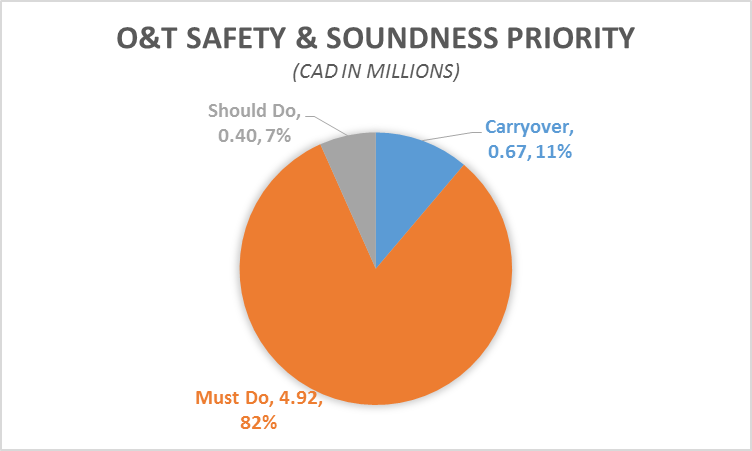 O&T SAFETY & SOUNDNESS PRIORITY
(CAD IN MILLIONS)
Should Do,
0.40, 7%
Carryover,
0.67, 11%
Must Do, 4.92,
82%